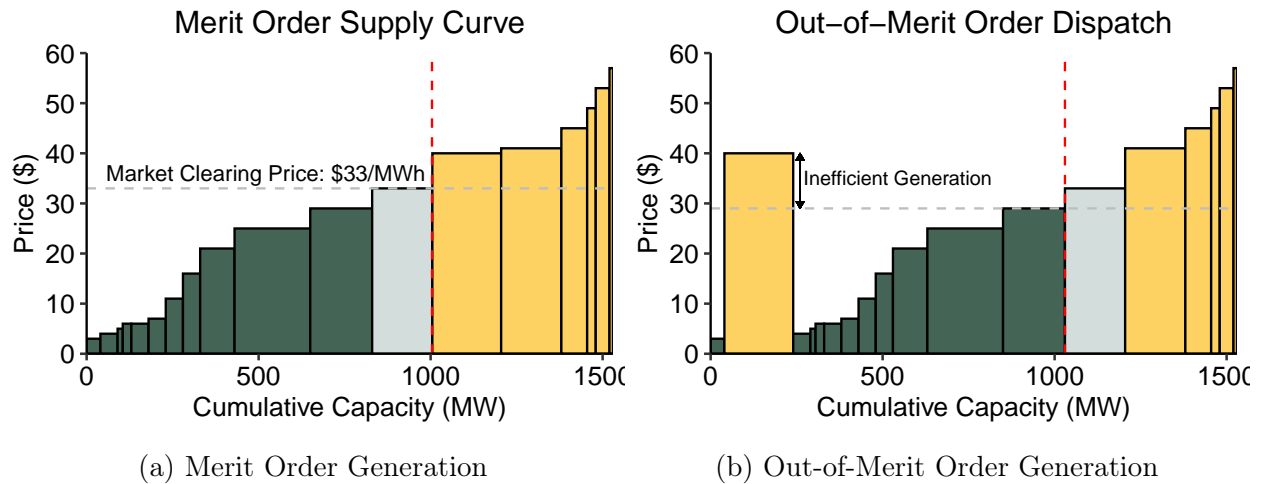 Merit Order Supply Curve
Price ($)
60
50
40
30
20
10
0
Market Clearing Price: $33/MWh
0 500 1000 1500
Cumulative Capacity (MW)
(a) Merit Order Generation
Out−of−Merit Order Dispatch
Price ($)
60
50
40
30
20
10
0
Inefficient Generation
0 500 1000 1500
Cumulative Capacity (MW)
(b) Out-of-Merit Order Generation